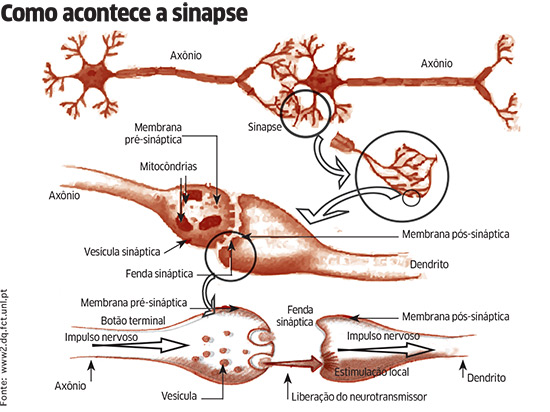 Como acontece a sinapse
Axônio
Axônio
Sinapse
Membrana
pré-sináptica
Mitocôndrias
Axônio
Membrana pós-sináptica
Vesícula sináptica
Dendrito
Fenda sináptica
Membrana pré-sináptica
Fenda
sináptica
Membrana pós-sináptica
Botão terminal
Impulso nervoso
Impulso nervoso
Estimulação local
Dendrito
Axônio
Vesícula
Liberação do neurotransmissor
Fonte: www2.dq.fct.unl.pt